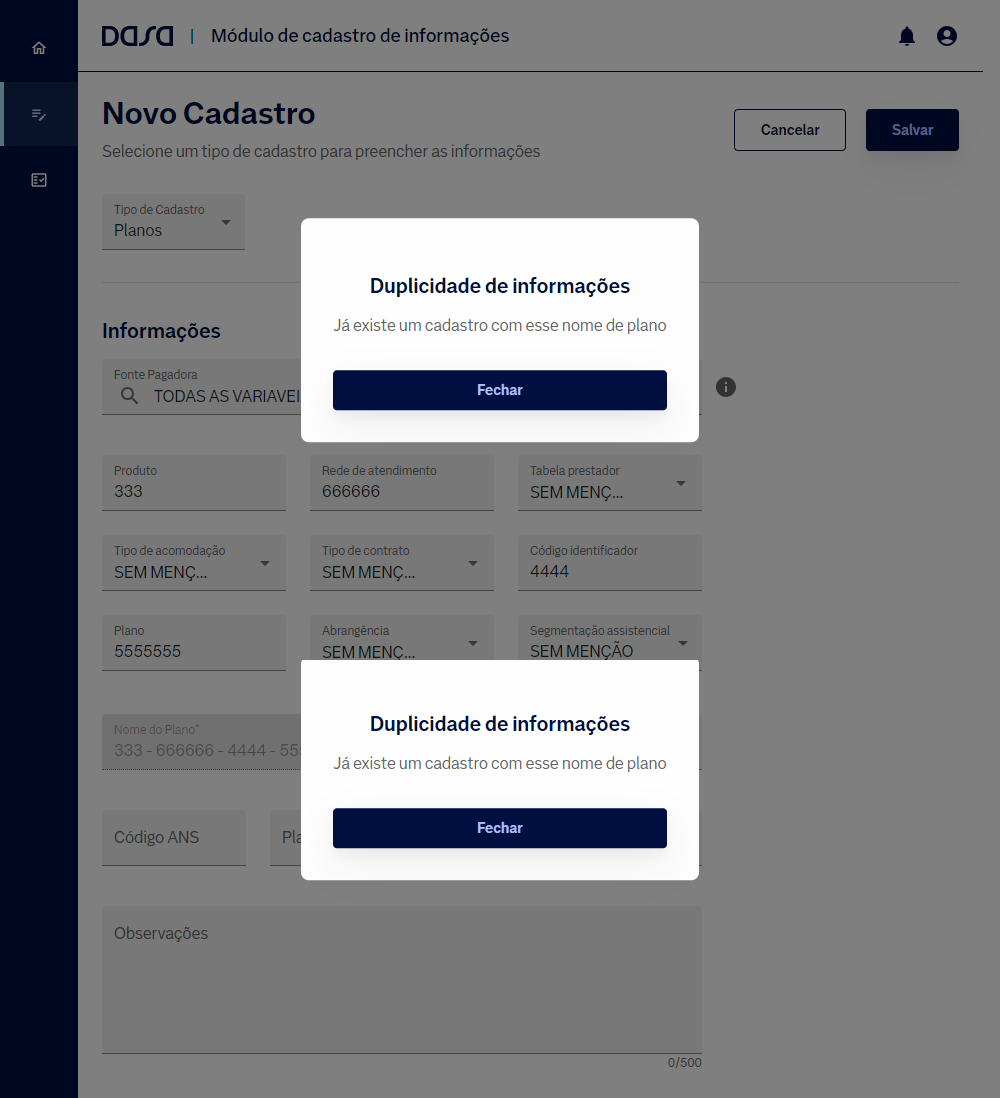 DASA | Módulo de cadastro de informações
Novo Cadastro
Selecione um tipo de cadastro para preencher as informações
Cancelar
Salvar
Tipo de Cadastro
Planos
Duplicidade de informações
Já existe um cadastro com esse nome de plano
Fechar
Informações
Fonte Pagadora
TODAS AS VARIAVEI
Produto
333
Rede de atendimento
666666
Tabela prestador
SEM MENÇ...
Tipo de acomodação
SEM MENÇ...
Tipo de contrato
SEM MENÇ...
Código identificador
4444
Plano
5555555
Abrangência
SEM MENÇ...
Segmentação assistencial
SEM MENÇÃO
Duplicidade de informações
Já existe um cadastro com esse nome de plano
Fechar
Nome do Plano*
333 - 666666 - 4444 - 555
Código ANS
Pla
Observações
0/500